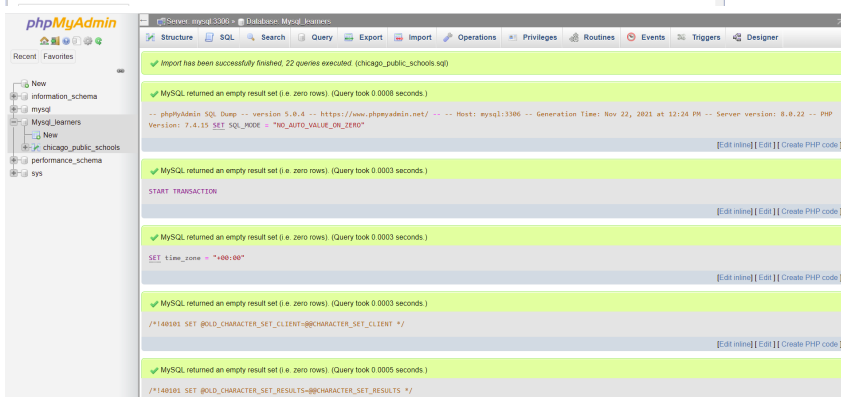 phpMyAdmin
Server: mysql:3306 » Database: Mysql_learners
Structure SQL Search Query Export Import Operations Privileges Routines Events Triggers Designer
Recent Favorites
New
information_schema
mysql
Mysql_learners
New
chicago_public_schools
performance_schema
sys
Import has been successfully finished, 22 queries executed. (chicago_public_schools.sql)
MySQL returned an empty result set (i.e. zero rows). (Query took 0.0008 seconds.)
-- phpMyAdmin SQL Dump -- version 5.0.4 -- https://www.phpmyadmin.net/ -- -- Host: mysql:3306 -- Generation Time: Nov 22, 2021 at 12:24 PM -- Server version: 8.0.22 -- PHP
Version: 7.4.15 SET SQL_MODE = "NO_AUTO_VALUE_ON_ZERO"
[Edit inline] [ Edit ] [ Create PHP code ]
MySQL returned an empty result set (i.e. zero rows). (Query took 0.0003 seconds.)
START TRANSACTION
[Edit inline] [ Edit ] [ Create PHP code ]
MySQL returned an empty result set (i.e. zero rows). (Query took 0.0003 seconds.)
SET time_zone = "+00:00"
[Edit inline] [ Edit ] [ Create PHP code ]
MySQL returned an empty result set (i.e. zero rows). (Query took 0.0003 seconds.)
/*!40101 SET @OLD_CHARACTER_SET_CLIENT=@@CHARACTER_SET_CLIENT */
[Edit inline] [ Edit ] [ Create PHP code ]
MySQL returned an empty result set (i.e. zero rows). (Query took 0.0005 seconds.)
/*!40101 SET @OLD_CHARACTER_SET_RESULTS=@@CHARACTER_SET_RESULTS */